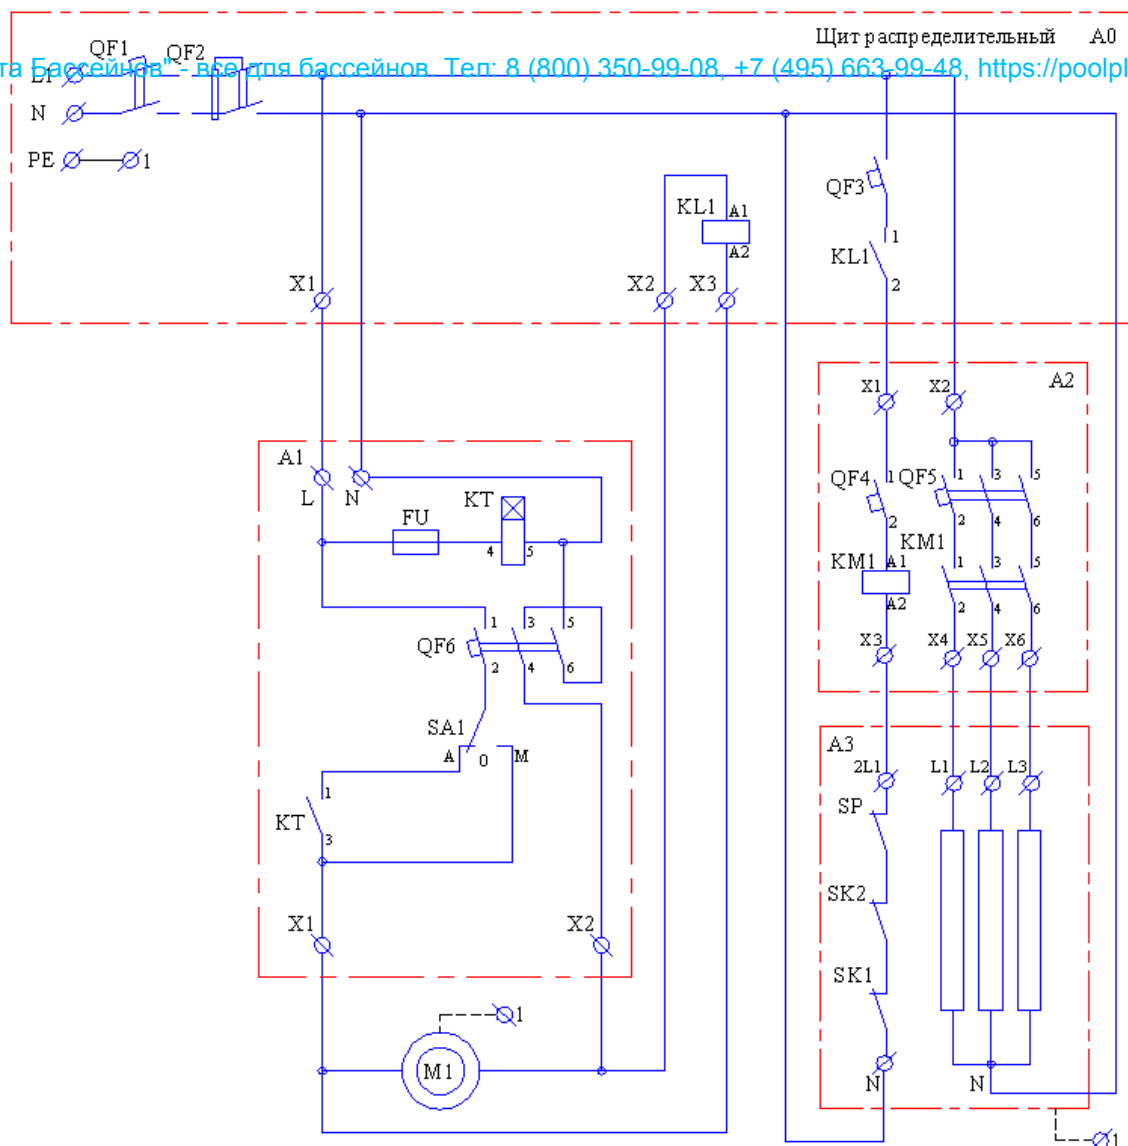 Щит распределительный A0
QF1 QF2
та Бассейнов" - все для бассейнов. Тел: 8 (800) 350-99-08, +7 (495) 663-99-48, https://poolpl
L1
N
PE 1
QF3
KL1 A1
A2
1
KL1
2
X1 X2 X3
X1 X2 A2
A1
L N
KT
FU
4 5
QF4 1 QF5 1 3 5
2 2 4 6
KM1
KM1 A1 1 3 5
A2 2 4 6
1 3 5
QF6
2 4 6
X3 X4 X5 X6
SA1
A 0 M
A3
2L1 L1 L2 L3
1
KT
3
SP
SK2
X1 X2
SK1
1
M1
N N
1